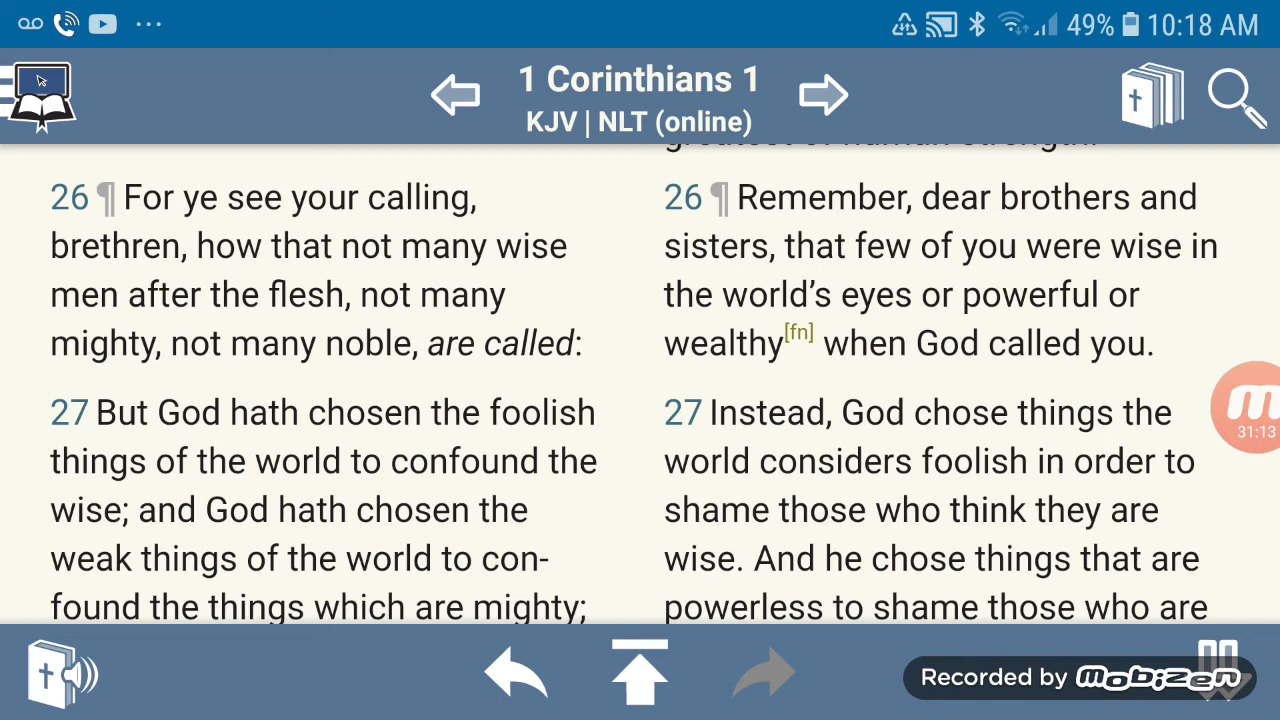 49% 10:18 AM
1 Corinthians 1
KJV | NLT (online)
26 ¶ For ye see your calling,
brethren, how that not many wise
men after the flesh, not many
mighty, not many noble, are called:
27 But God hath chosen the foolish
things of the world to confound the
wise; and God hath chosen the
weak things of the world to con-
found the things which are mighty;
greatest of human strength.
26 ¶ Remember, dear brothers and
sisters, that few of you were wise in
the world's eyes or powerful or
wealthy[fn] when God called you.
27 Instead, God chose things the
world considers foolish in order to
shame those who think they are
wise. And he chose things that are
powerless to shame those who are
31:13
Recorded by mobizen